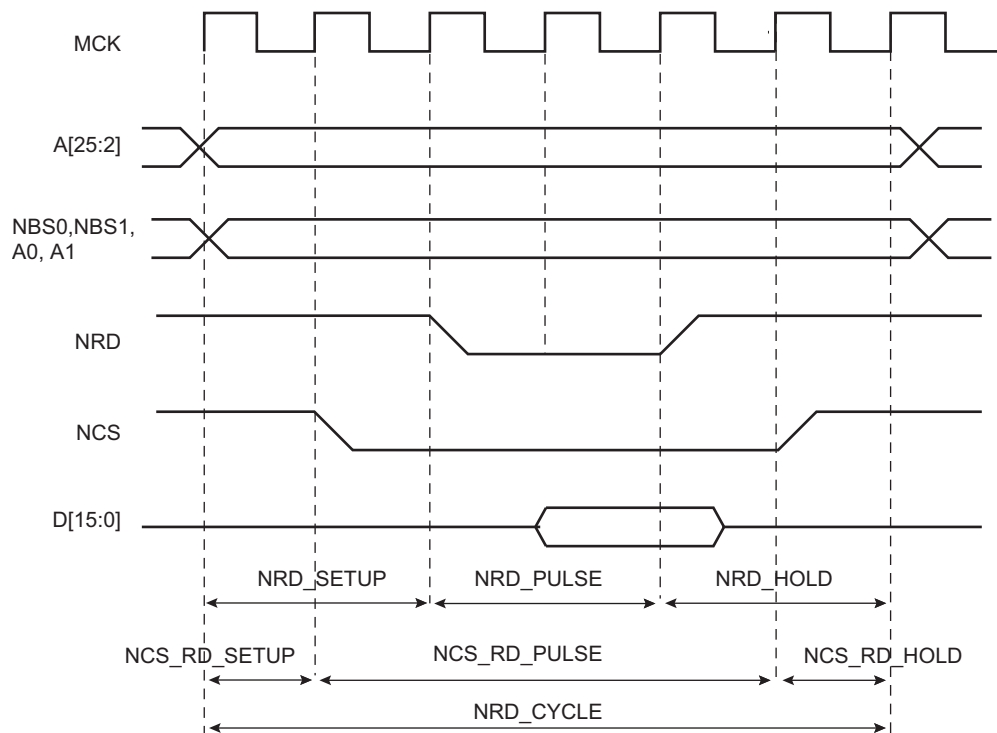 MCK
A[25:2]
NBS0,NBS1,
A0, A1
NRD
NCS
D[15:0]
NRD_SETUP NRD_PULSE NRD_HOLD
NCS_RD_SETUP NCS_RD_PULSE NCS_RD_HOLD
NRD_CYCLE